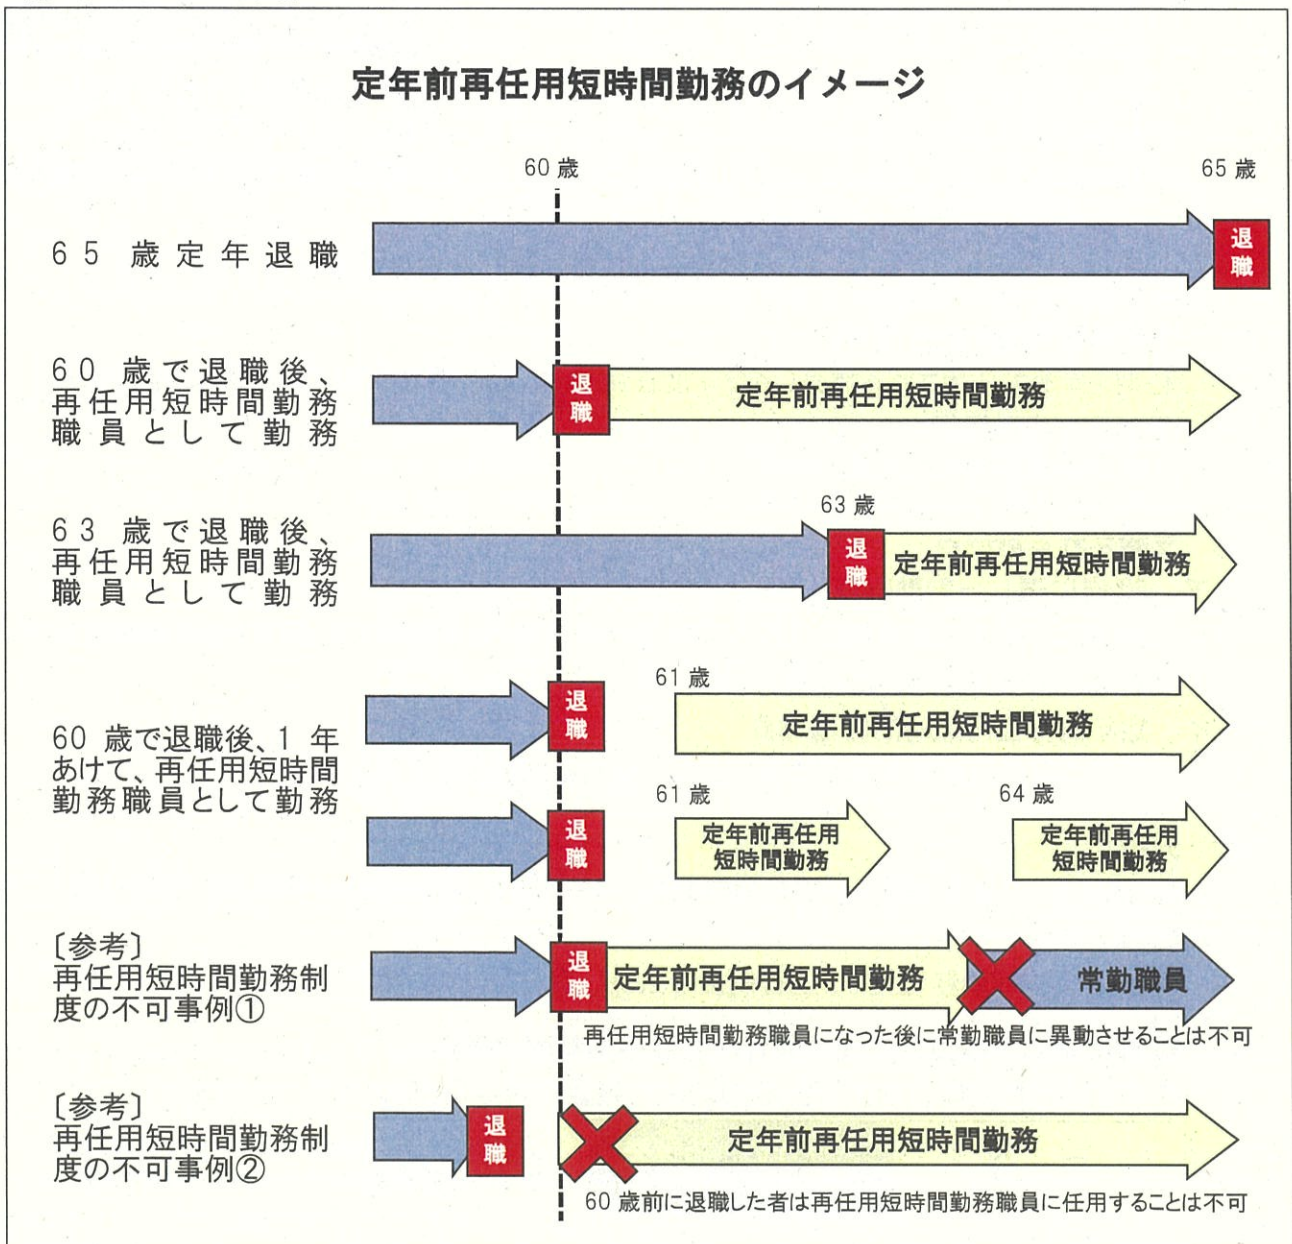 定年前再任用短時間勤務のイメージ
60 歳
65 歳
65 歳定年退職
退
職
60 歳で退職後、
再任用短時間勤務
職員として勤務
退
職
定年前再任用短時間勤務
63 歳で退職後、
再任用短時間勤務
職員として勤務
63 歳
退
職
定年前再任用短時間勤務
60 歳で退職後、1 年
あけて、再任用短時間
勤務職員として勤務
退
職
61 歳
定年前再任用短時間勤務
退
職
61 歳
定年前再任用
短時間勤務
64 歳
定年前再任用
短時間勤務
〔参考〕
再任用短時間勤務制
度の不可事例①
退
職
定年前再任用短時間勤務
常勤職員
再任用短時間勤務職員になった後に常勤職員に異動させることは不可
〔参考〕
再任用短時間勤務制
度の不可事例②
退
職
定年前再任用短時間勤務
60 歳前に退職した者は再任用短時間勤務職員に任用することは不可